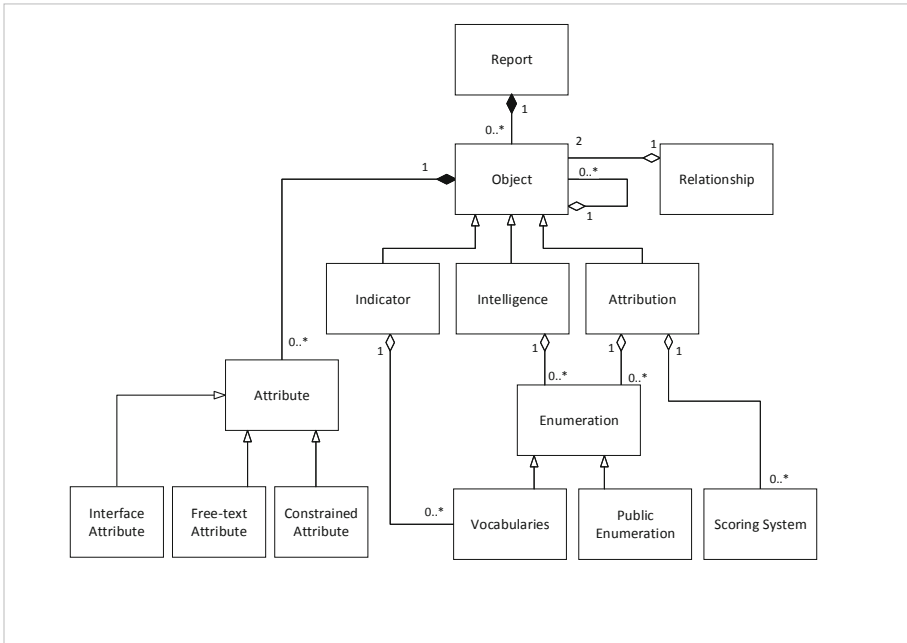 Report
1
0..*
2
1
Object
0..*
Relationship
1
1
Indicator
Intelligence
Attribution
1
1
1
1
0..*
0..*
0..*
Attribute
Enumeration
0..*
0..*
Interface
Attribute
Free-text
Attribute
Constrained
Attribute
Vocabularies
Public
Enumeration
Scoring System